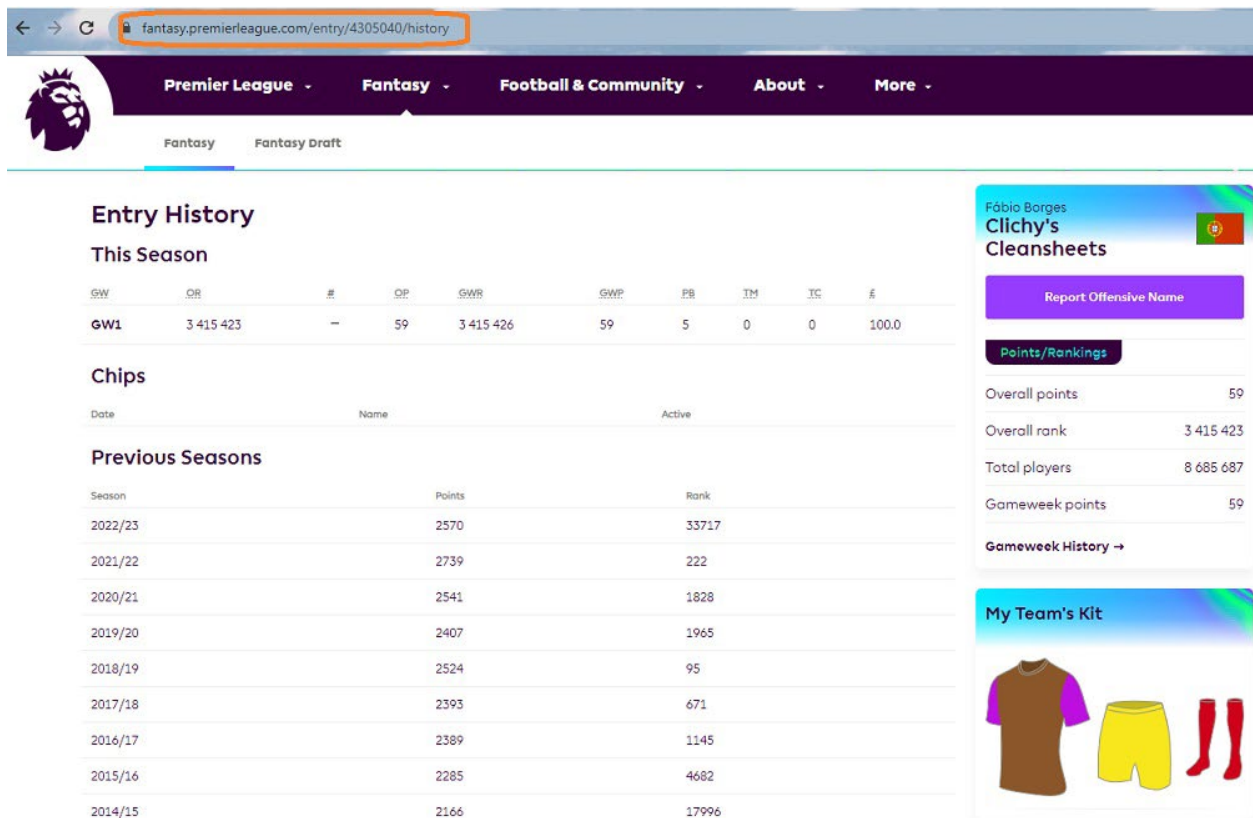 fantasy.premierleague.com/entry/4305040/history
Premier League Fantasy Football & Community About More
Fantasy Fantasy Draft
Entry History
This Season
GW OR # OP GWR GWP PB TM TC £
GW1 3 415 423 – 59 3 415 426 59 5 0 0 100.0
Chips
Date Name Active
Previous Seasons
Season Points Rank
2022/23 2570 33717
2021/22 2739 222
2020/21 2541 1828
2019/20 2407 1965
2018/19 2524 95
2017/18 2393 671
2016/17 2389 1145
2015/16 2285 4682
2014/15 2166 17996
Fábio Borges
Clichy's
Cleansheets
Report Offensive Name
Points/Rankings
Overall points 59
Overall rank 3 415 423
Total players 8 685 687
Gameweek points 59
Gameweek History →
My Team's Kit